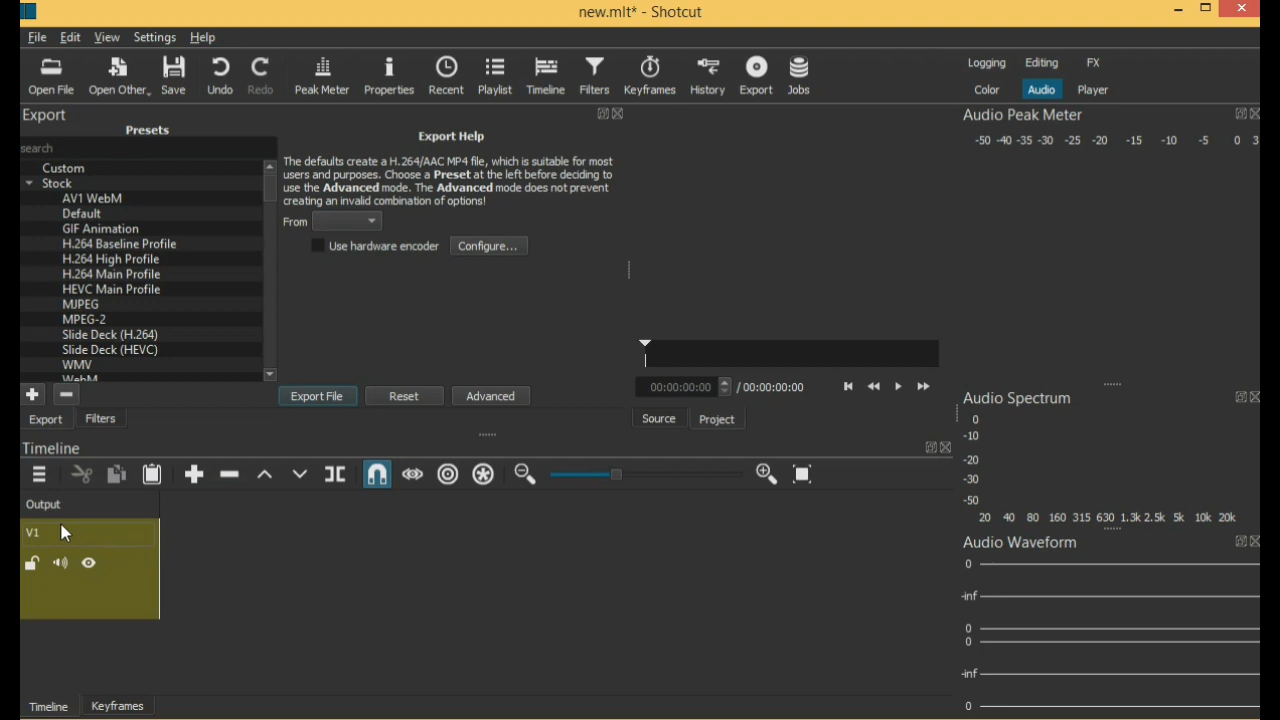 new.mlt* - Shotcut
File Edit View Settings Help
Open File Open Other... Save Undo Redo Peak Meter Properties Recent Playlist Timeline Filters Keyframes History Export Jobs
Logging Editing FX
Color Audio Player
Export
Presets
search
Custom
Stock
AV1 WebM
Default
GIF Animation
H.264 Baseline Profile
H.264 High Profile
H.264 Main Profile
HEVC Main Profile
MJPEG
MPEG-2
Slide Deck (H.264)
Slide Deck (HEVC)
WMV
WebM
Export Help
The defaults create a H.264/AAC MP4 file, which is suitable for most
users and purposes. Choose a Preset at the left before deciding to
use the Advanced mode. The Advanced mode does not prevent
creating an invalid combination of options!
From
Use hardware encoder Configure...
Export File Reset Advanced
Export Filters
00:00:00:00 / 00:00:00:00
Source Project
Audio Peak Meter
-50 -40 -35 -30 -25 -20 -15 -10 -5 0 3
Audio Spectrum
0
-10
-20
-30
-50
20 40 80 160 315 630 1.3k 2.5k 5k 10k 20k
Audio Waveform
0
-inf
0
0
-inf
0
Timeline
Output
V1
Timeline Keyframes